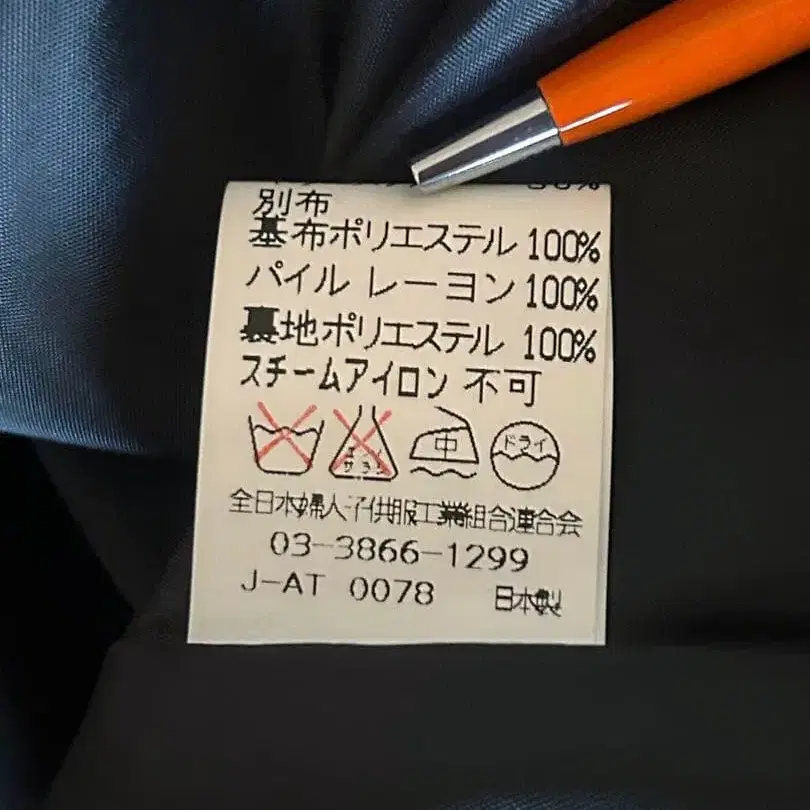 別布
基布ポリエステル 100%
パイル レーヨン 100%
裏地ポリエステル 100%
スチームアイロン 不可
中 ドライ
全日本婦人子供服工業組合連合会
03-3866-1299
J-AT 0078 日本製